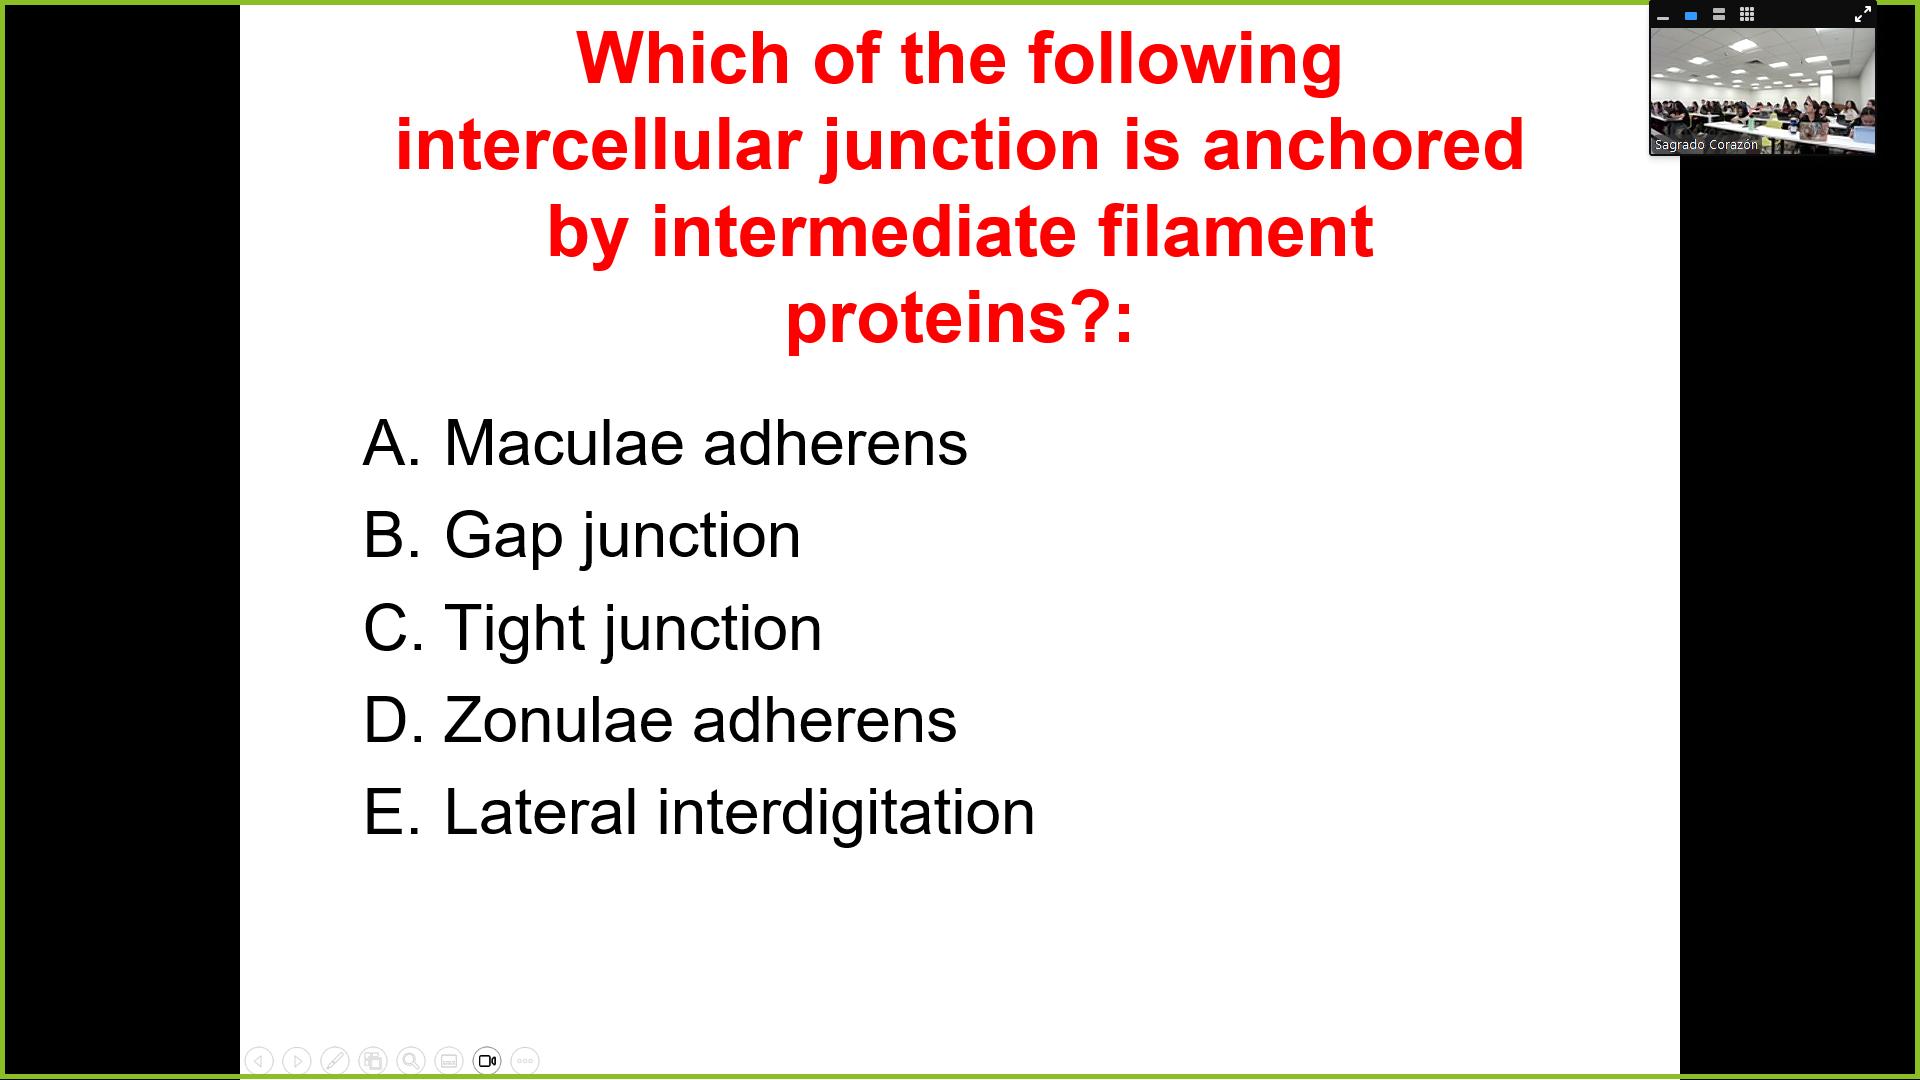 Which of the following
intercellular junction is anchored
by intermediate filament
proteins?:
A. Maculae adherens
B. Gap junction
C. Tight junction
D. Zonulae adherens
E. Lateral interdigitation
Sagrado Corazón